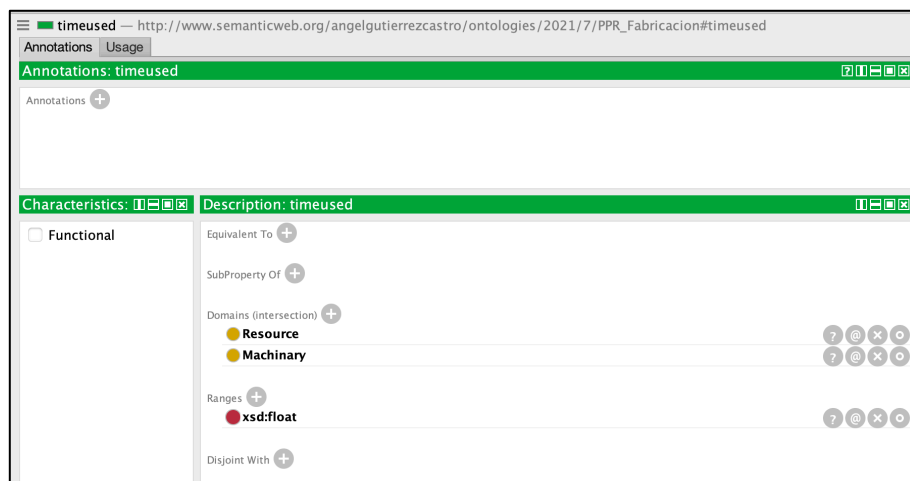 timeused — http://www.semanticweb.org/angelgutierrezcastro/ontologies/2021/7/PPR_Fabricacion#timeused
Annotations Usage
Annotations: timeused
Annotations
Characteristics:
Description: timeused
Functional
Equivalent To
SubProperty Of
Domains (intersection)
Resource
Machinary
Ranges
xsd:float
Disjoint With